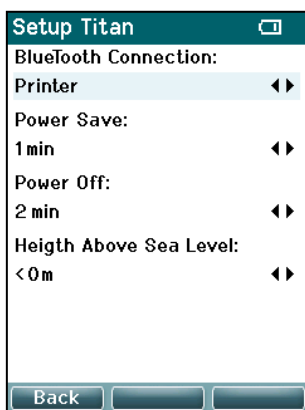 Setup Titan
BlueTooth Connection:
Printer
Power Save:
1 min
Power Off:
2 min
Heigth Above Sea Level:
<0m
Back